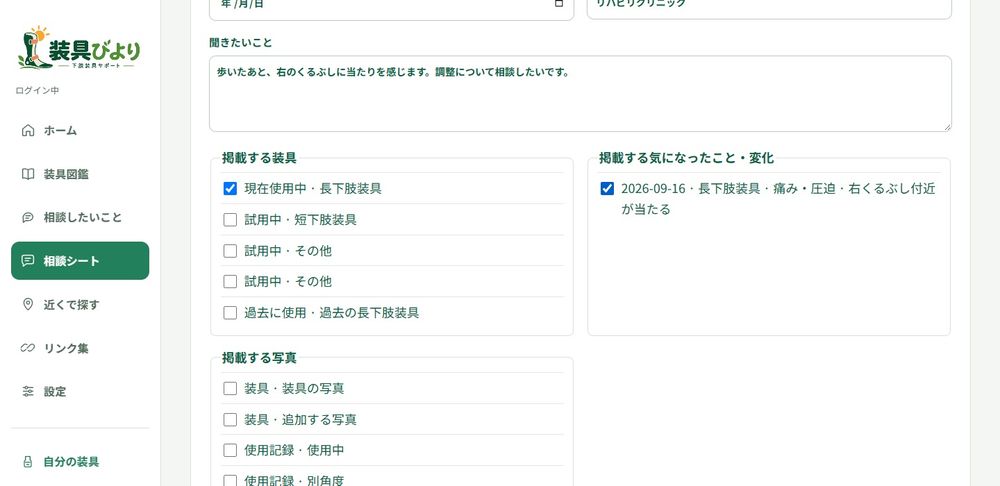 装具びより
下肢装具サポート
ログイン中
ホーム
装具図鑑
相談したいこと
相談シート
近くで探す
リンク集
設定
自分の装具
年 /月/日
リハビリクリニック
聞きたいこと
歩いたあと、右のくるぶしに当たりを感じます。調整について相談したいです。
掲載する装具
現在使用中・長下肢装具
試用中・短下肢装具
試用中・その他
試用中・その他
過去に使用・過去の長下肢装具
掲載する気になったこと・変化
2026-09-16・長下肢装具・痛み・圧迫・右くるぶし付近
が当たる
掲載する写真
装具・装具の写真
装具・追加する写真
使用記録・使用中
使用記録・別角度